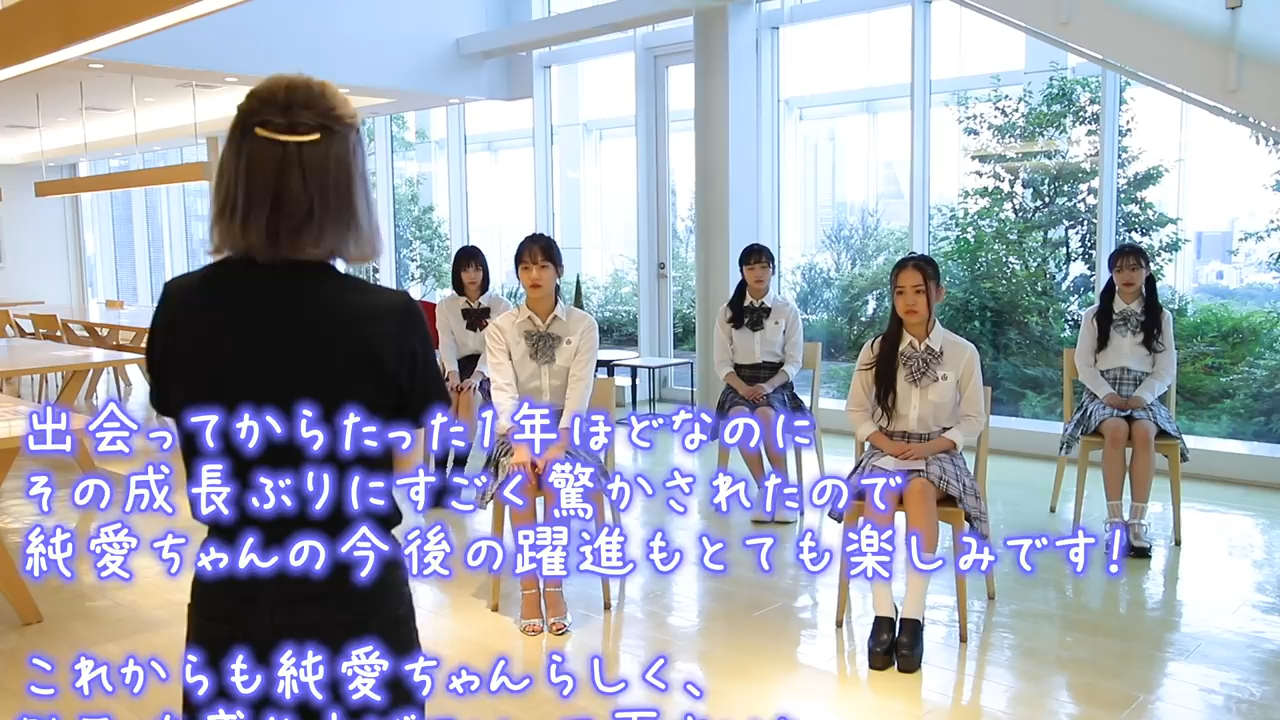 出会ってからたった1年ほどなのに
その成長ぶりにすごく驚かされたので
純愛ちゃんの今後の躍進もとても楽しみです!
これからも純愛ちゃんらしく、